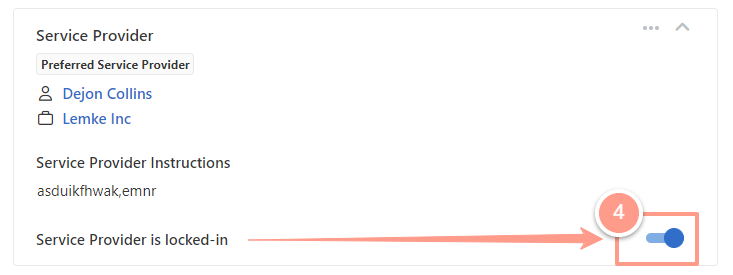 Service Provider
Preferred Service Provider
Dejon Collins
Lemke Inc
Service Provider Instructions
asduikfhwak,emnr
4
Service Provider is locked-in